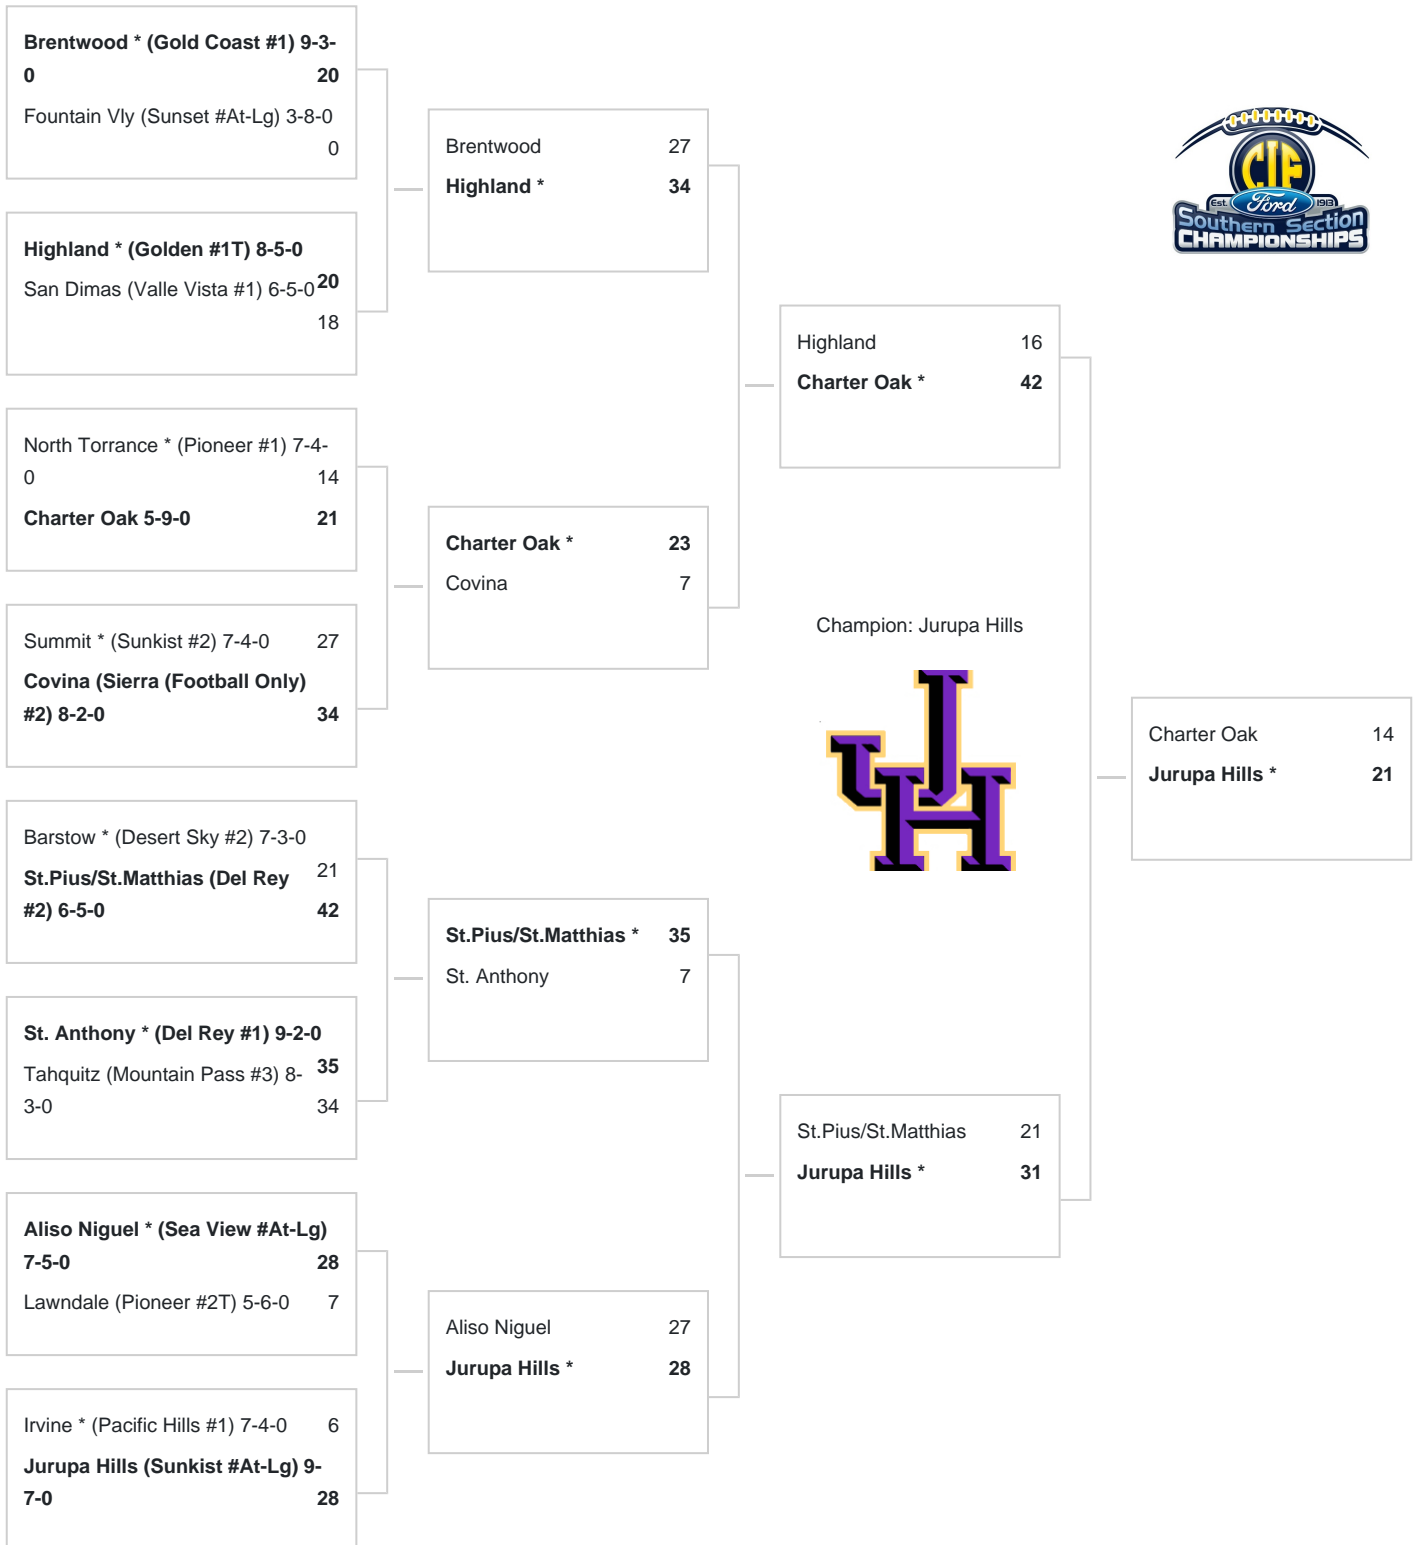 Brentwood * (Gold Coast #1) 9-3-
0 20
Fountain Vly (Sunset #At-Lg) 3-8-0
0
Highland * (Golden #1T) 8-5-0
20
San Dimas (Valle Vista #1) 6-5-0
18
North Torrance * (Pioneer #1) 7-4-
0 14
Charter Oak 5-9-0 21
Summit * (Sunkist #2) 7-4-0 27
Covina (Sierra (Football Only)
#2) 8-2-0 34
Barstow * (Desert Sky #2) 7-3-0
21
St.Pius/St.Matthias (Del Rey
#2) 6-5-0 42
St. Anthony * (Del Rey #1) 9-2-0
35
Tahquitz (Mountain Pass #3) 8-
3-0 34
Aliso Niguel * (Sea View #At-Lg)
7-5-0 28
Lawndale (Pioneer #2T) 5-6-0 7
Irvine * (Pacific Hills #1) 7-4-0 6
Jurupa Hills (Sunkist #At-Lg) 9-
7-0 28
Brentwood 27
Highland * 34
Charter Oak * 23
Covina 7
St.Pius/St.Matthias * 35
St. Anthony 7
Aliso Niguel 27
Jurupa Hills * 28
Highland 16
Charter Oak * 42
St.Pius/St.Matthias 21
Jurupa Hills * 31
Charter Oak 14
Jurupa Hills * 21
Champion: Jurupa Hills
JH
CIF
Est. Ford 1913
Southern Section
CHAMPIONSHIPS